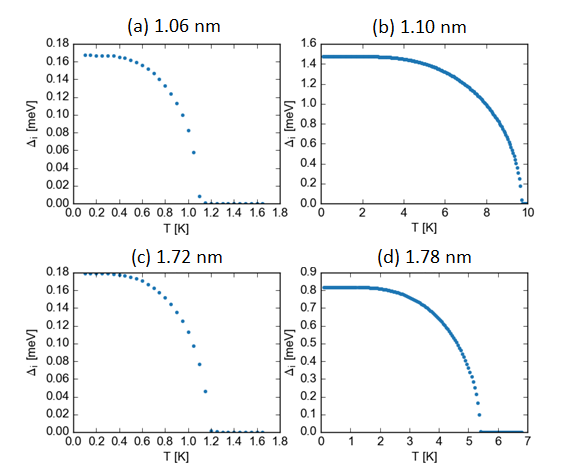 (a) 1.06 nm
(b) 1.10 nm
0.18
0.16
0.14
0.12
0.10
0.08
0.06
0.04
0.02
0.00
Δi [meV]
0.0 0.2 0.4 0.6 0.8 1.0 1.2 1.4 1.6 1.8
T [K]
1.6
1.4
1.2
1.0
0.8
0.6
0.4
0.2
0.0
Δi [meV]
0 2 4 6 8 10
T [K]
(c) 1.72 nm
(d) 1.78 nm
0.18
0.16
0.14
0.12
0.10
0.08
0.06
0.04
0.02
0.00
Δi [meV]
0.0 0.2 0.4 0.6 0.8 1.0 1.2 1.4 1.6 1.8
T [K]
0.9
0.8
0.7
0.6
0.5
0.4
0.3
0.2
0.1
0.0
Δi [meV]
0 1 2 3 4 5 6 7
T [K]